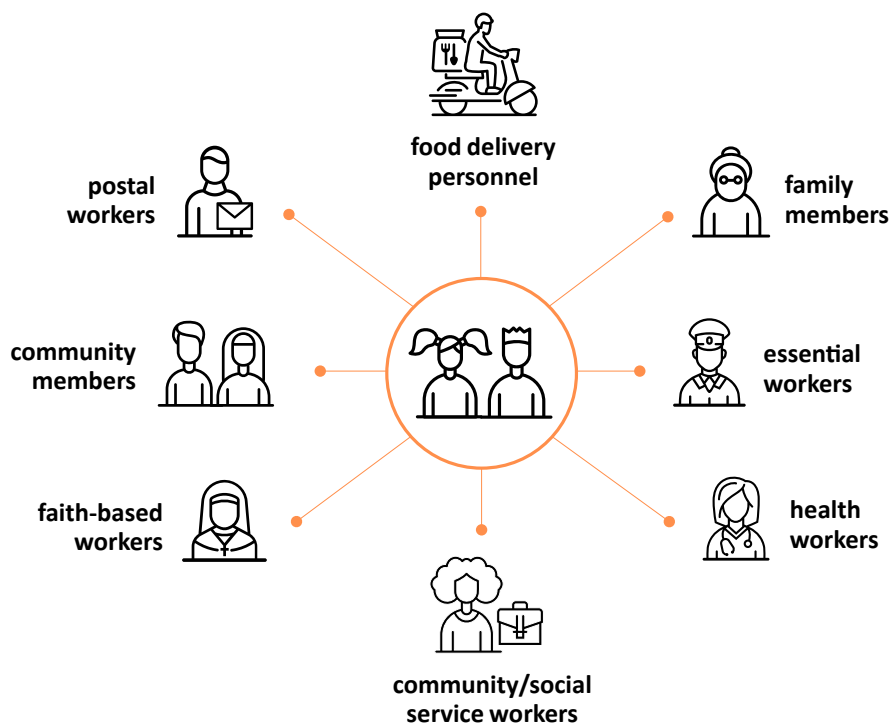 food delivery
personnel
postal
workers
family
members
community
members
essential
workers
faith-based
workers
health
workers
community/social
service workers